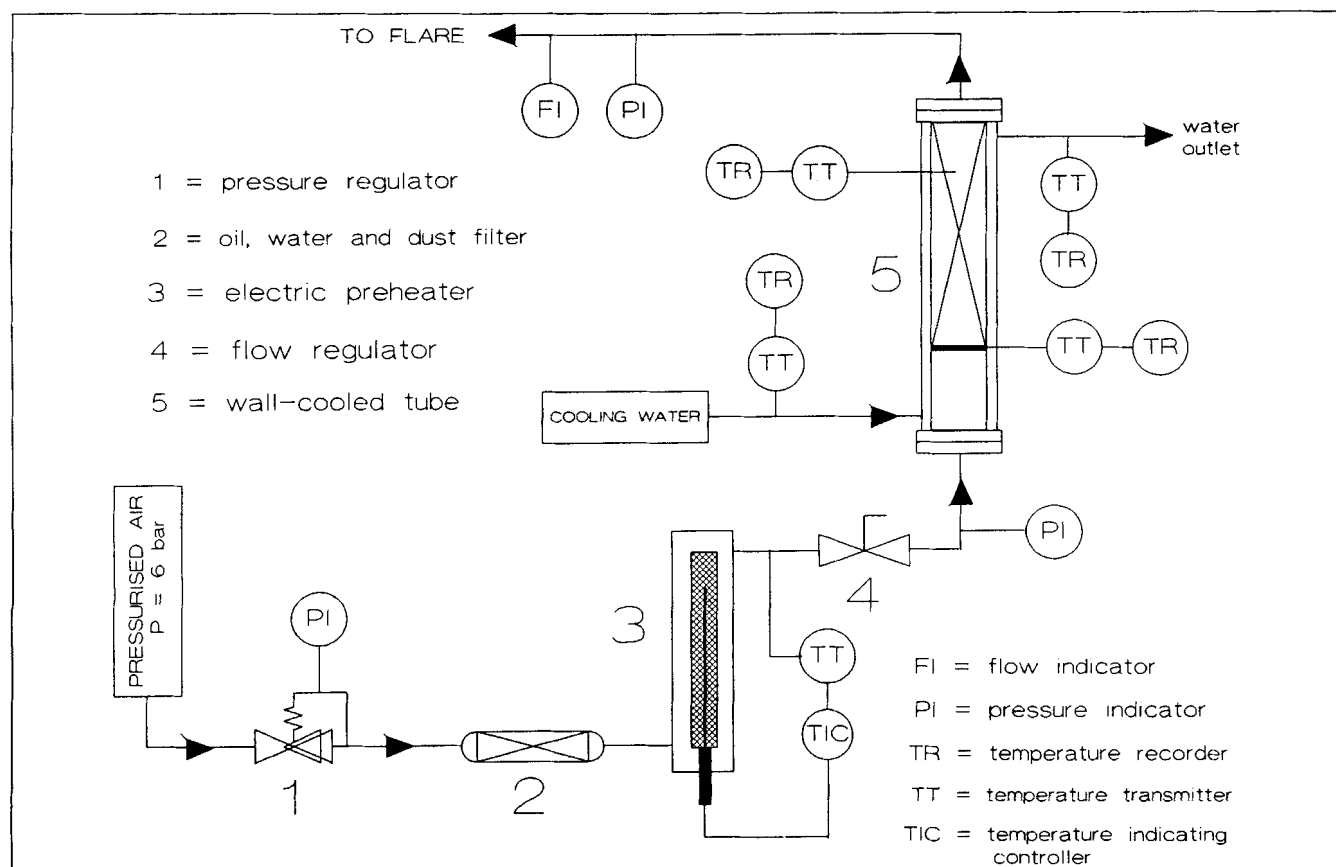 TO FLARE
FI
PI
water
outlet
TR
TT
TT
TR
1 = pressure regulator
2 = oil, water and dust filter
3 = electric preheater
4 = flow regulator
5 = wall-cooled tube
5
TR
TT
TT
TR
COOLING WATER
PRESSURISED AIR
P = 6 bar
PI
PI
3
4
TT
TIC
1
2
FI = flow indicator
PI = pressure indicator
TR = temperature recorder
TT = temperature transmitter
TIC = temperature indicating
controller